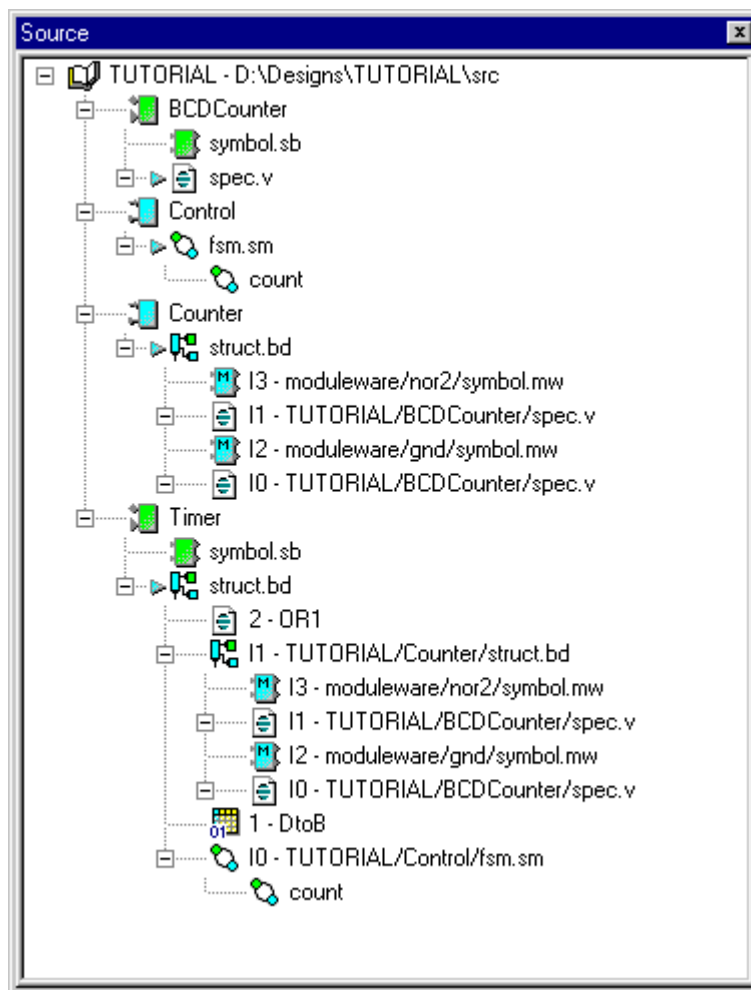 Source
TUTORIAL - D:\Designs\TUTORIAL\src
BCDCounter
symbol.sb
spec.v
Control
fsm.sm
count
Counter
struct.bd
M I3 - moduleware/nor2/symbol.mw
I1 - TUTORIAL/BCDCounter/spec.v
M I2 - moduleware/gnd/symbol.mw
I0 - TUTORIAL/BCDCounter/spec.v
Timer
symbol.sb
struct.bd
2 - OR1
I1 - TUTORIAL/Counter/struct.bd
M I3 - moduleware/nor2/symbol.mw
I1 - TUTORIAL/BCDCounter/spec.v
M I2 - moduleware/gnd/symbol.mw
I0 - TUTORIAL/BCDCounter/spec.v
01 1 - DtoB
I0 - TUTORIAL/Control/fsm.sm
count